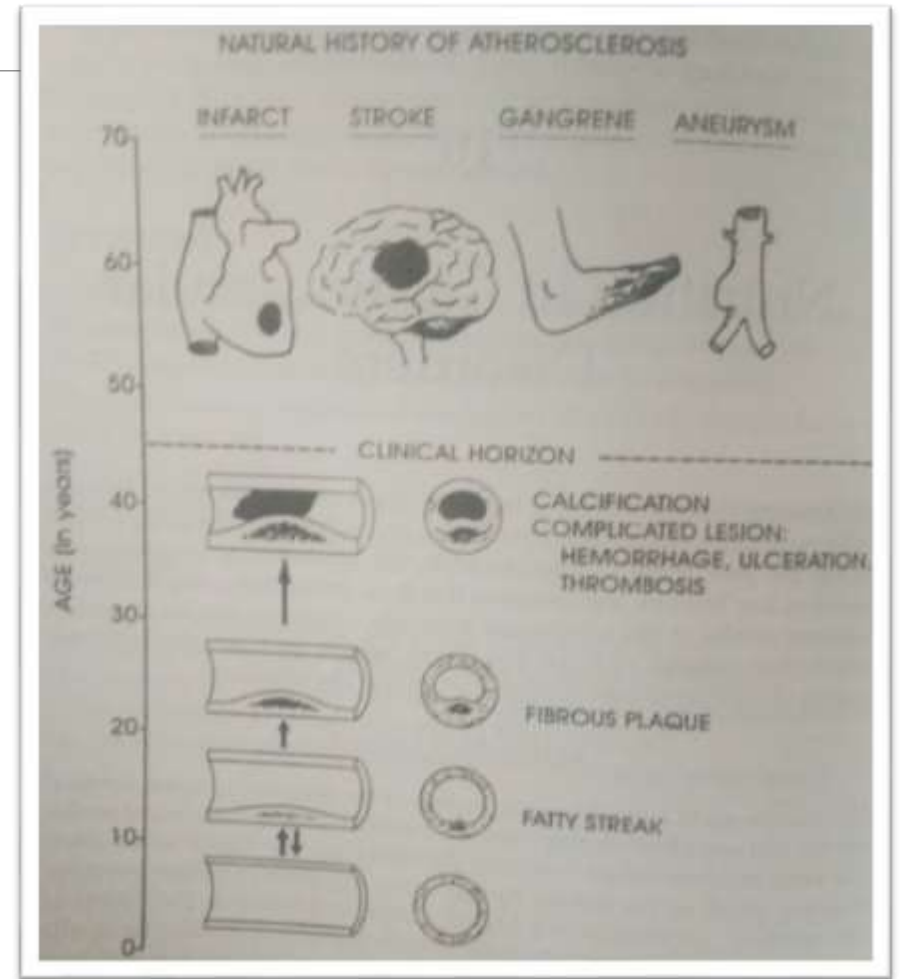 NATURAL HISTORY OF ATHEROSCLEROSIS
INFARCT STROKE GANGRENE ANEURYSM
70
60
50
CLINICAL HORIZON
AGE (in years)
40
CALCIFICATION
COMPLICATED LESION:
HEMORRHAGE, ULCERATION,
THROMBOSIS
30
FIBROUS PLAQUE
20
FATTY STREAK
10
0